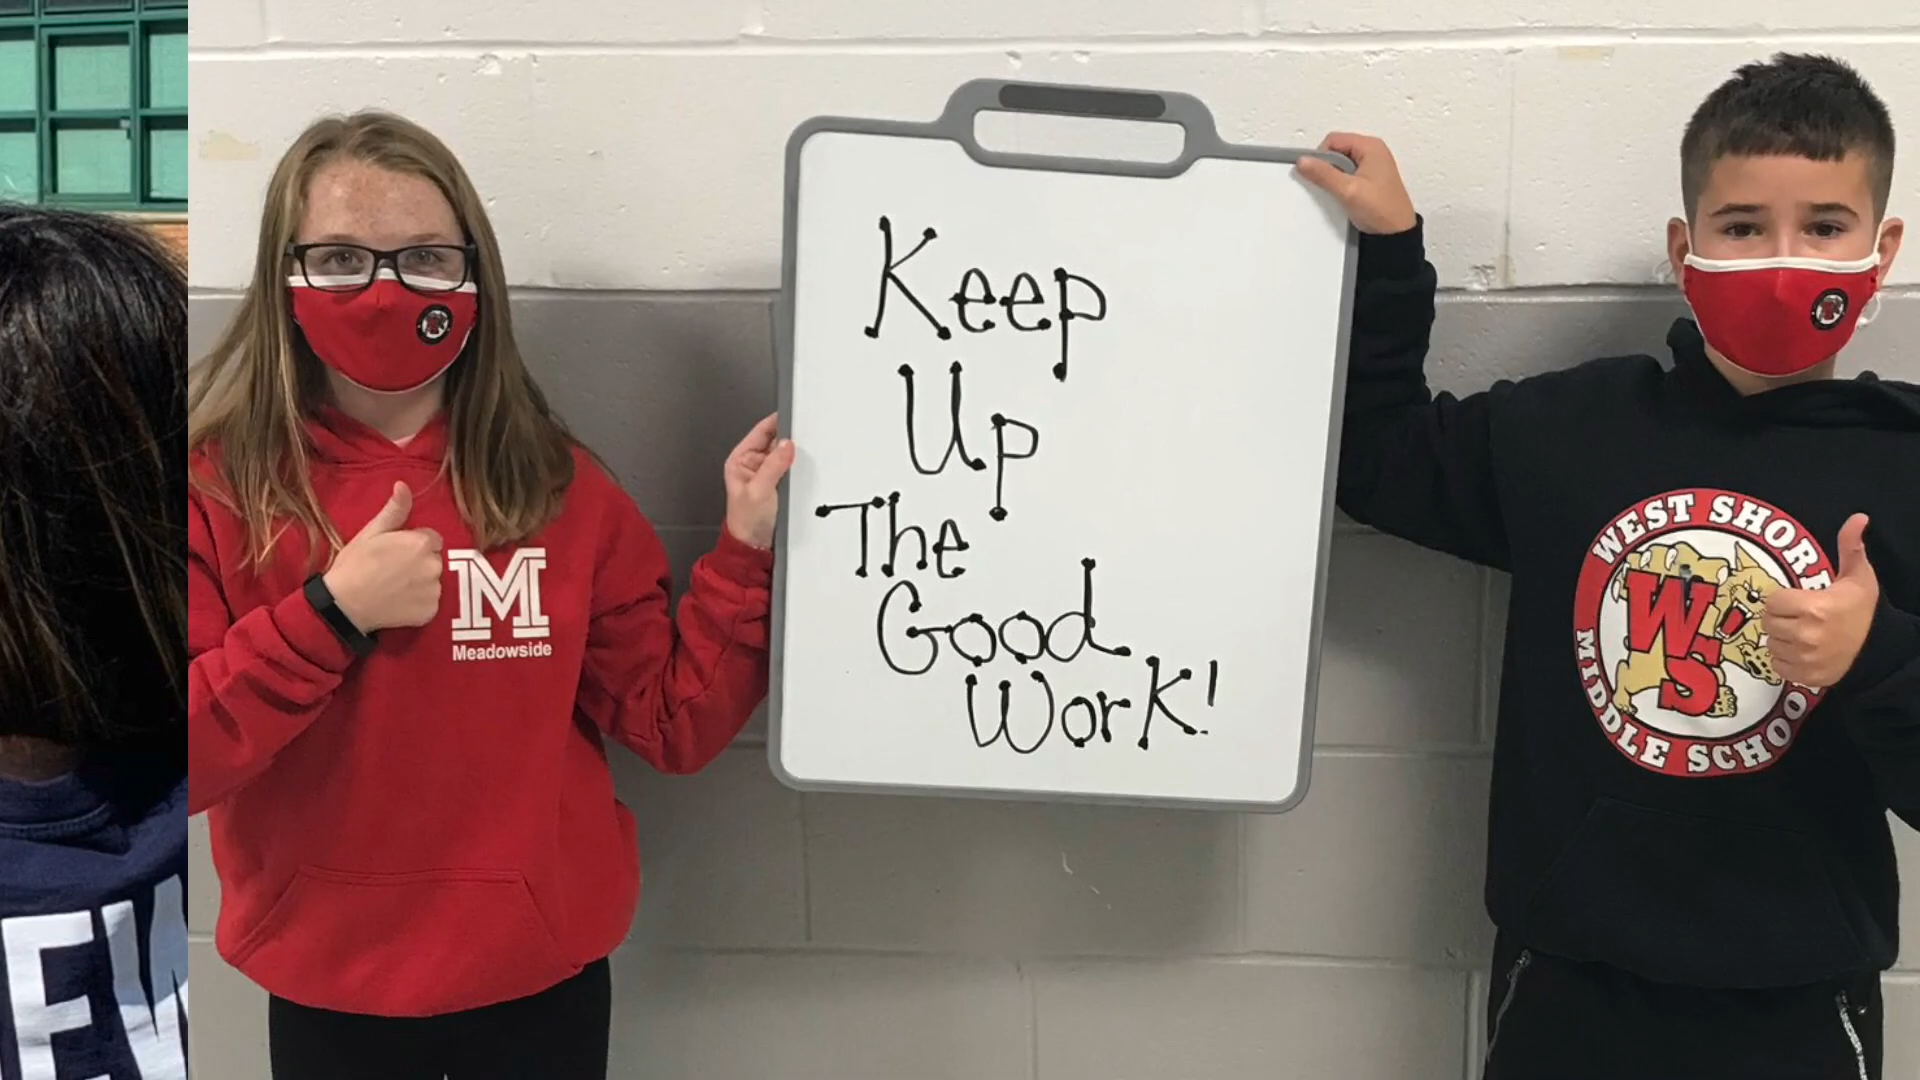 Keep
Up
The
Good
Work!
M
Meadowside
WEST SHORE
WS
MIDDLE SCHOOL